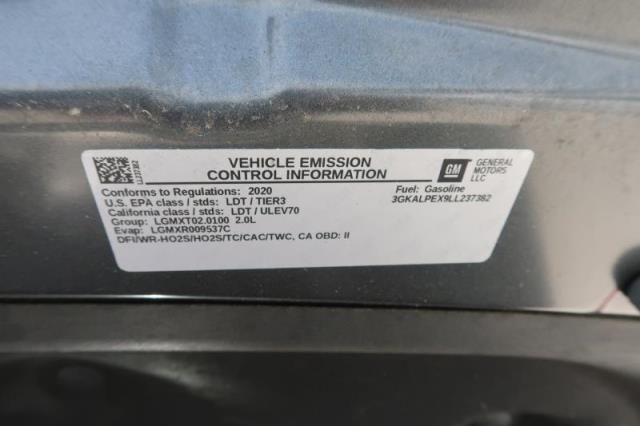 LL237382
VEHICLE EMISSION
CONTROL INFORMATION
GM
GENERAL
MOTORS
LLC
Conforms to Regulations: 2020
Fuel: Gasoline
U.S. EPA class / stds: LDT / TIER3
3GKALPEX9LL237382
California class / stds: LDT / ULEV70
Group: LGMXT02.0100 2.0L
Evap: LGMXR009537C
DFI/WR-HO2S/HO2S/TC/CAC/TWC, CA OBD: II